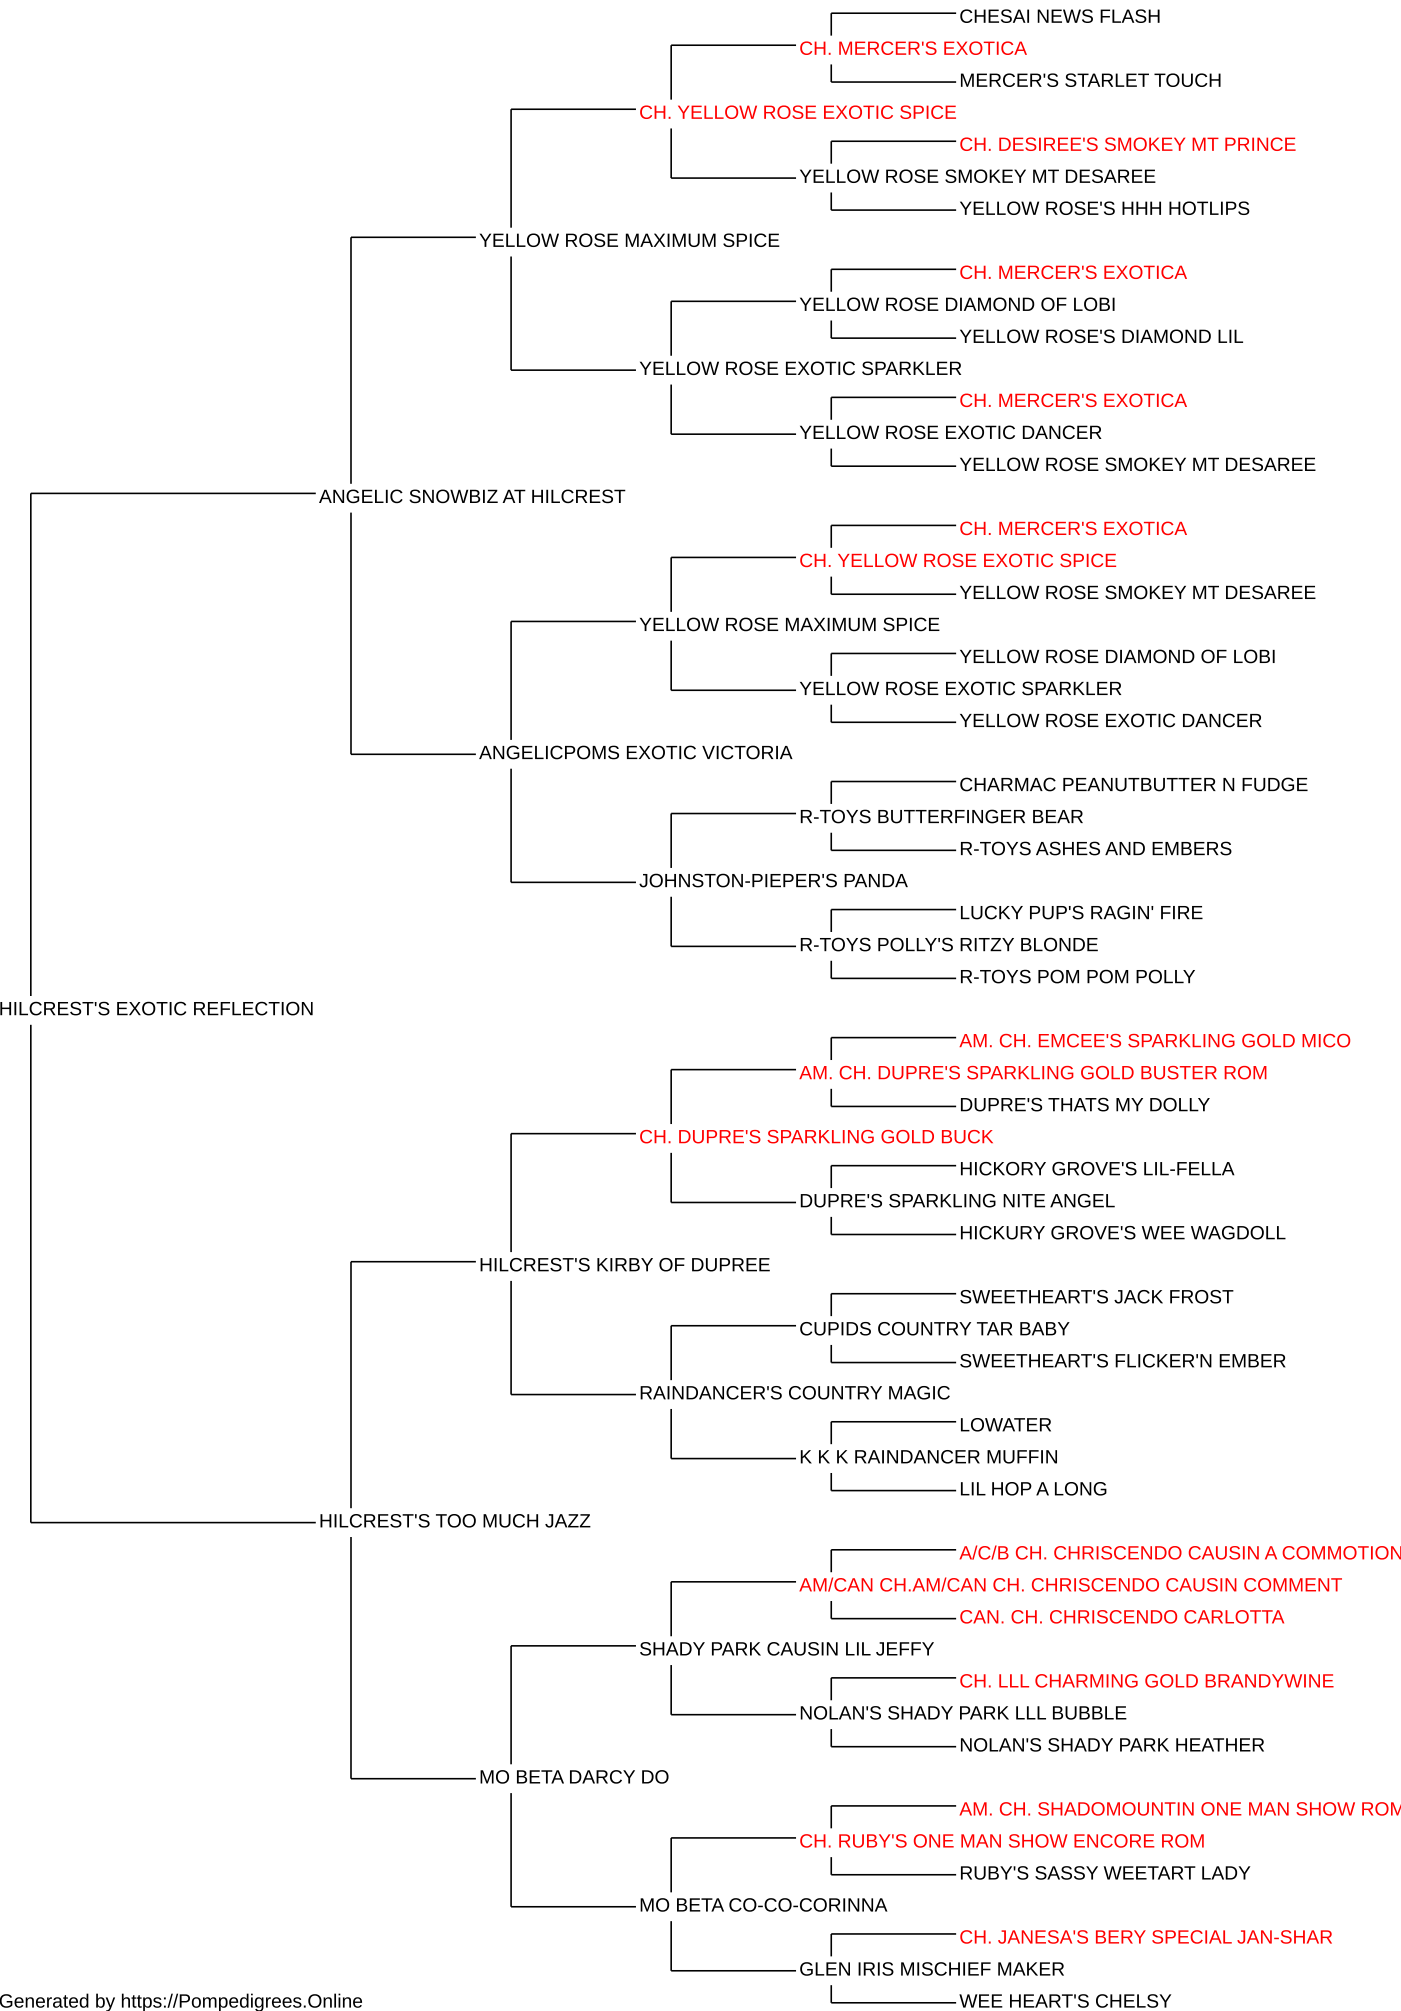 CHESAI NEWS FLASH
CH. MERCER'S EXOTICA
MERCER'S STARLET TOUCH
CH. YELLOW ROSE EXOTIC SPICE
CH. DESIREE'S SMOKEY MT PRINCE
YELLOW ROSE SMOKEY MT DESAREE
YELLOW ROSE'S HHH HOTLIPS
YELLOW ROSE MAXIMUM SPICE
CH. MERCER'S EXOTICA
YELLOW ROSE DIAMOND OF LOBI
YELLOW ROSE'S DIAMOND LIL
YELLOW ROSE EXOTIC SPARKLER
CH. MERCER'S EXOTICA
YELLOW ROSE EXOTIC DANCER
YELLOW ROSE SMOKEY MT DESAREE
ANGELIC SNOWBIZ AT HILCREST
CH. MERCER'S EXOTICA
CH. YELLOW ROSE EXOTIC SPICE
YELLOW ROSE SMOKEY MT DESAREE
YELLOW ROSE MAXIMUM SPICE
YELLOW ROSE DIAMOND OF LOBI
YELLOW ROSE EXOTIC SPARKLER
YELLOW ROSE EXOTIC DANCER
ANGELICPOMS EXOTIC VICTORIA
CHARMAC PEANUTBUTTER N FUDGE
R-TOYS BUTTERFINGER BEAR
R-TOYS ASHES AND EMBERS
JOHNSTON-PIEPER'S PANDA
LUCKY PUP'S RAGIN' FIRE
R-TOYS POLLY'S RITZY BLONDE
R-TOYS POM POM POLLY
HILCREST'S EXOTIC REFLECTION
AM. CH. EMCEE'S SPARKLING GOLD MICO
AM. CH. DUPRE'S SPARKLING GOLD BUSTER ROM
DUPRE'S THATS MY DOLLY
CH. DUPRE'S SPARKLING GOLD BUCK
HICKORY GROVE'S LIL-FELLA
DUPRE'S SPARKLING NITE ANGEL
HICKURY GROVE'S WEE WAGDOLL
HILCREST'S KIRBY OF DUPREE
SWEETHEART'S JACK FROST
CUPIDS COUNTRY TAR BABY
SWEETHEART'S FLICKER'N EMBER
RAINDANCER'S COUNTRY MAGIC
LOWATER
K K K RAINDANCER MUFFIN
LIL HOP A LONG
HILCREST'S TOO MUCH JAZZ
A/C/B CH. CHRISCENDO CAUSIN A COMMOTION
AM/CAN CH.AM/CAN CH. CHRISCENDO CAUSIN COMMENT
CAN. CH. CHRISCENDO CARLOTTA
SHADY PARK CAUSIN LIL JEFFY
CH. LLL CHARMING GOLD BRANDYWINE
NOLAN'S SHADY PARK LLL BUBBLE
NOLAN'S SHADY PARK HEATHER
MO BETA DARCY DO
AM. CH. SHADOMOUNTIN ONE MAN SHOW ROM
CH. RUBY'S ONE MAN SHOW ENCORE ROM
RUBY'S SASSY WEETART LADY
MO BETA CO-CO-CORINNA
CH. JANESA'S BERY SPECIAL JAN-SHAR
GLEN IRIS MISCHIEF MAKER
WEE HEART'S CHELSY
Generated by https://Pompedigrees.Online